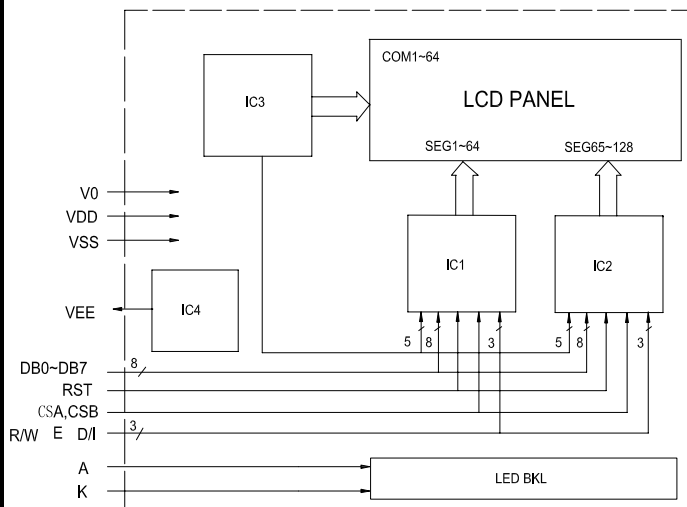 COM1~64
IC3
LCD PANEL
SEG1~64
SEG65~128
V0
VDD
VSS
IC1
IC2
VEE
IC4
5 8 3 5 8 3
DB0~DB7 8
RST
CSA,CSB
R/W E D/I 3
A
LED BKL
K